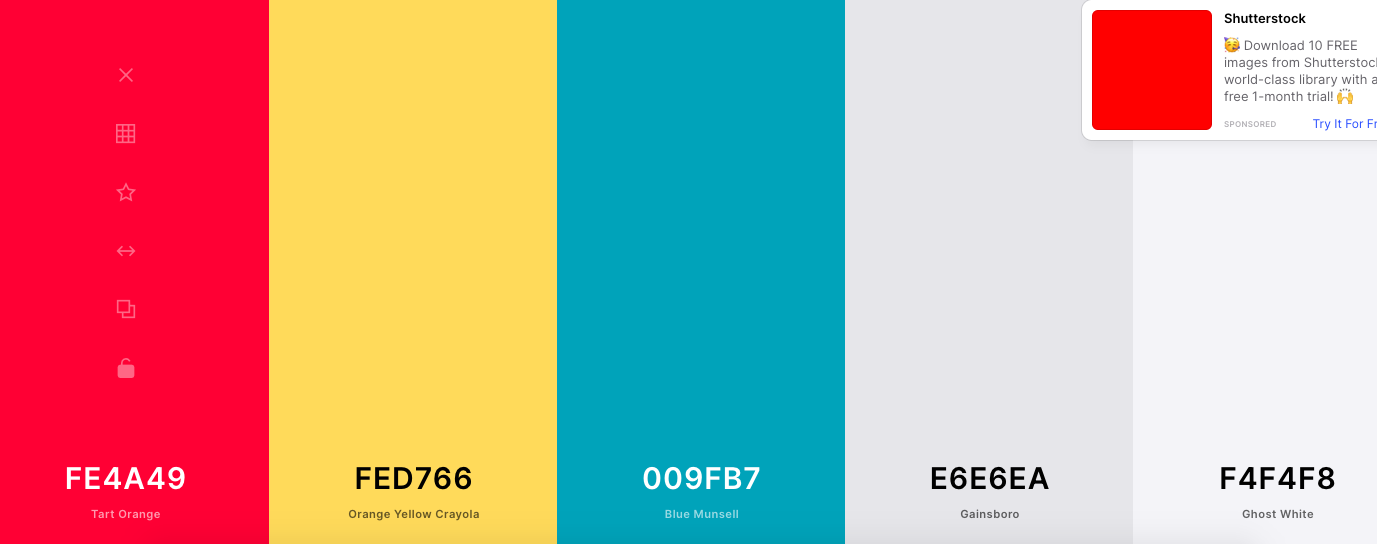 Shutterstock
🥳 Download 10 FREE
images from Shutterstock
world-class library with a
free 1-month trial! 🙌
SPONSORED
Try It For Fr
FE4A49
Tart Orange
FED766
Orange Yellow Crayola
009FB7
Blue Munsell
E6E6EA
Gainsboro
F4F4F8
Ghost White